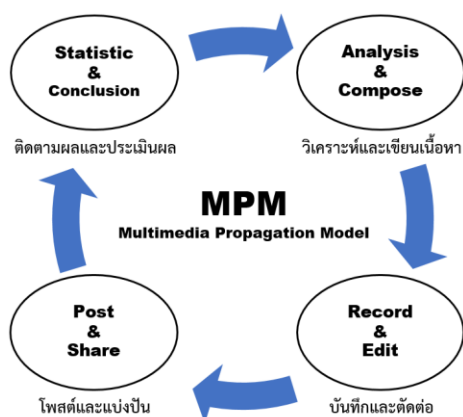 Statistic
&
Conclusion
ติดตามผลและประเมินผล
Analysis
&
Compose
วิเคราะห์และเขียนเนื้อหา
MPM
Multimedia Propagation Model
Post
&
Share
โพสต์และแบ่งปัน
Record
&
Edit
บันทึกและตัดต่อ